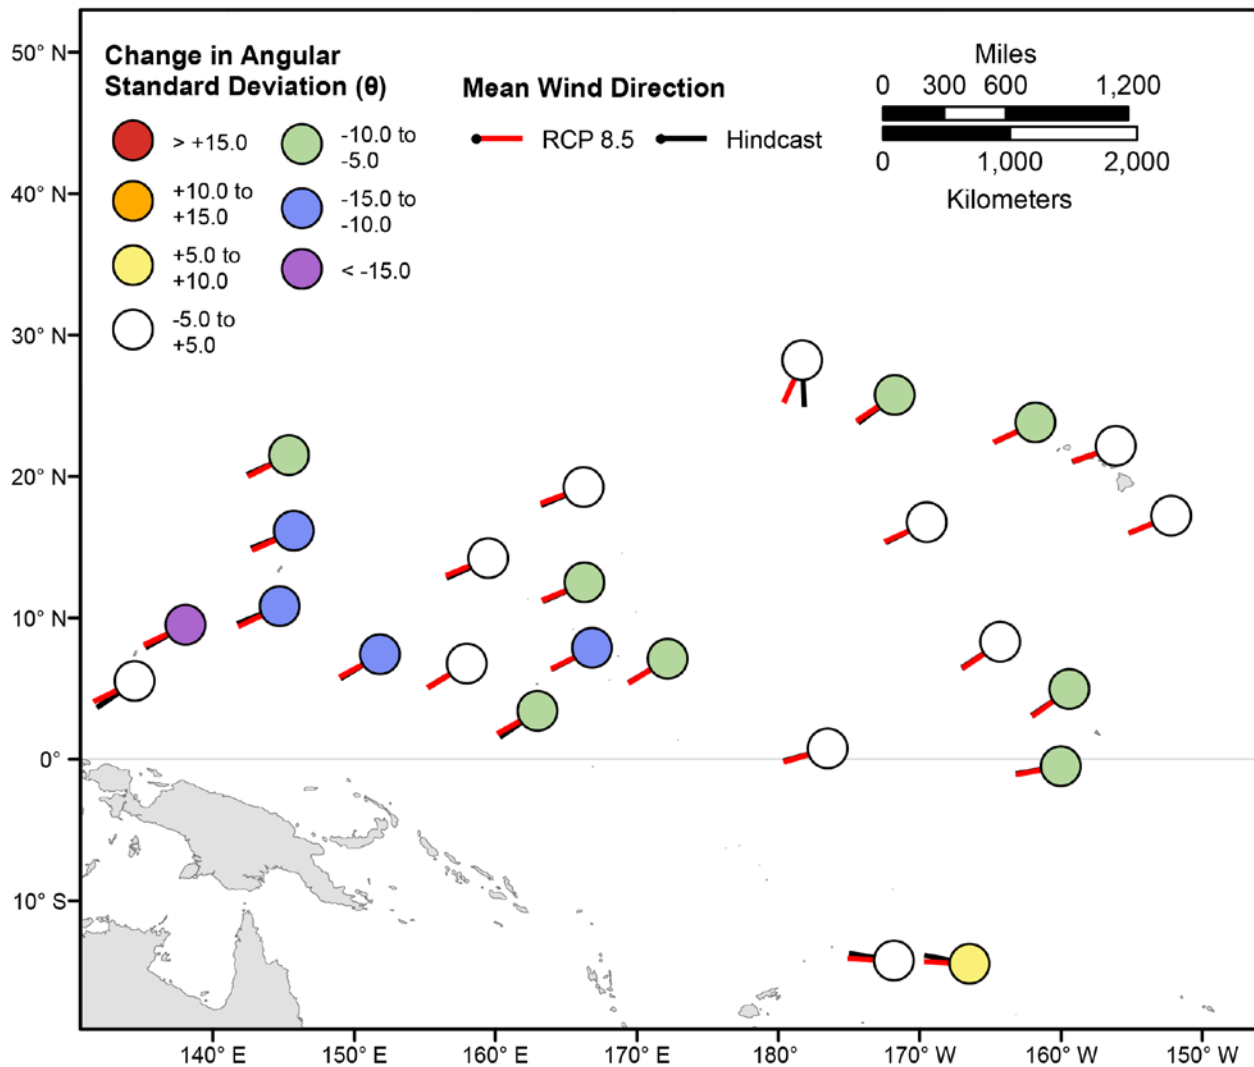 Change in Angular
Standard Deviation (θ)
> +15.0
+10.0 to
+15.0
+5.0 to
+10.0
-5.0 to
+5.0
-10.0 to
-5.0
-15.0 to
-10.0
< -15.0
Mean Wind Direction
RCP 8.5
Hindcast
Miles
0 300 600 1,200
0 1,000 2,000
Kilometers
50° N
40° N
30° N
20° N
10° N
0°
10° S
140° E 150° E 160° E 170° E 180° 170° W 160° W 150° W